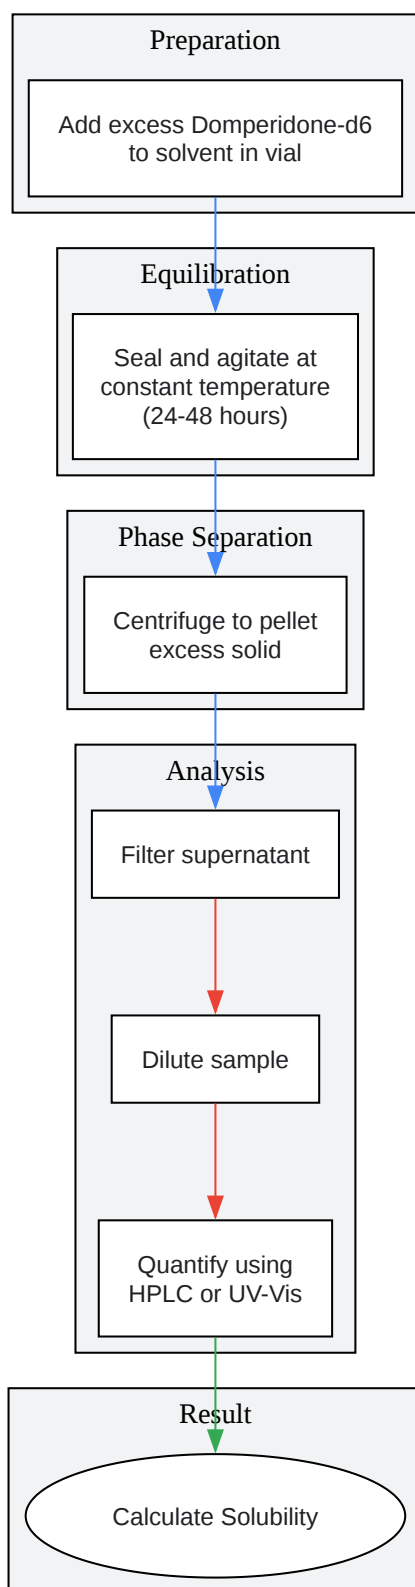 Preparation
Add excess Domperidone-d6
to solvent in vial
Equilibration
Seal and agitate at
constant temperature
(24-48 hours)
Phase Separation
Centrifuge to pellet
excess solid
Analysis
Filter supernatant
Dilute sample
Quantify using
HPLC or UV-Vis
Result
Calculate Solubility